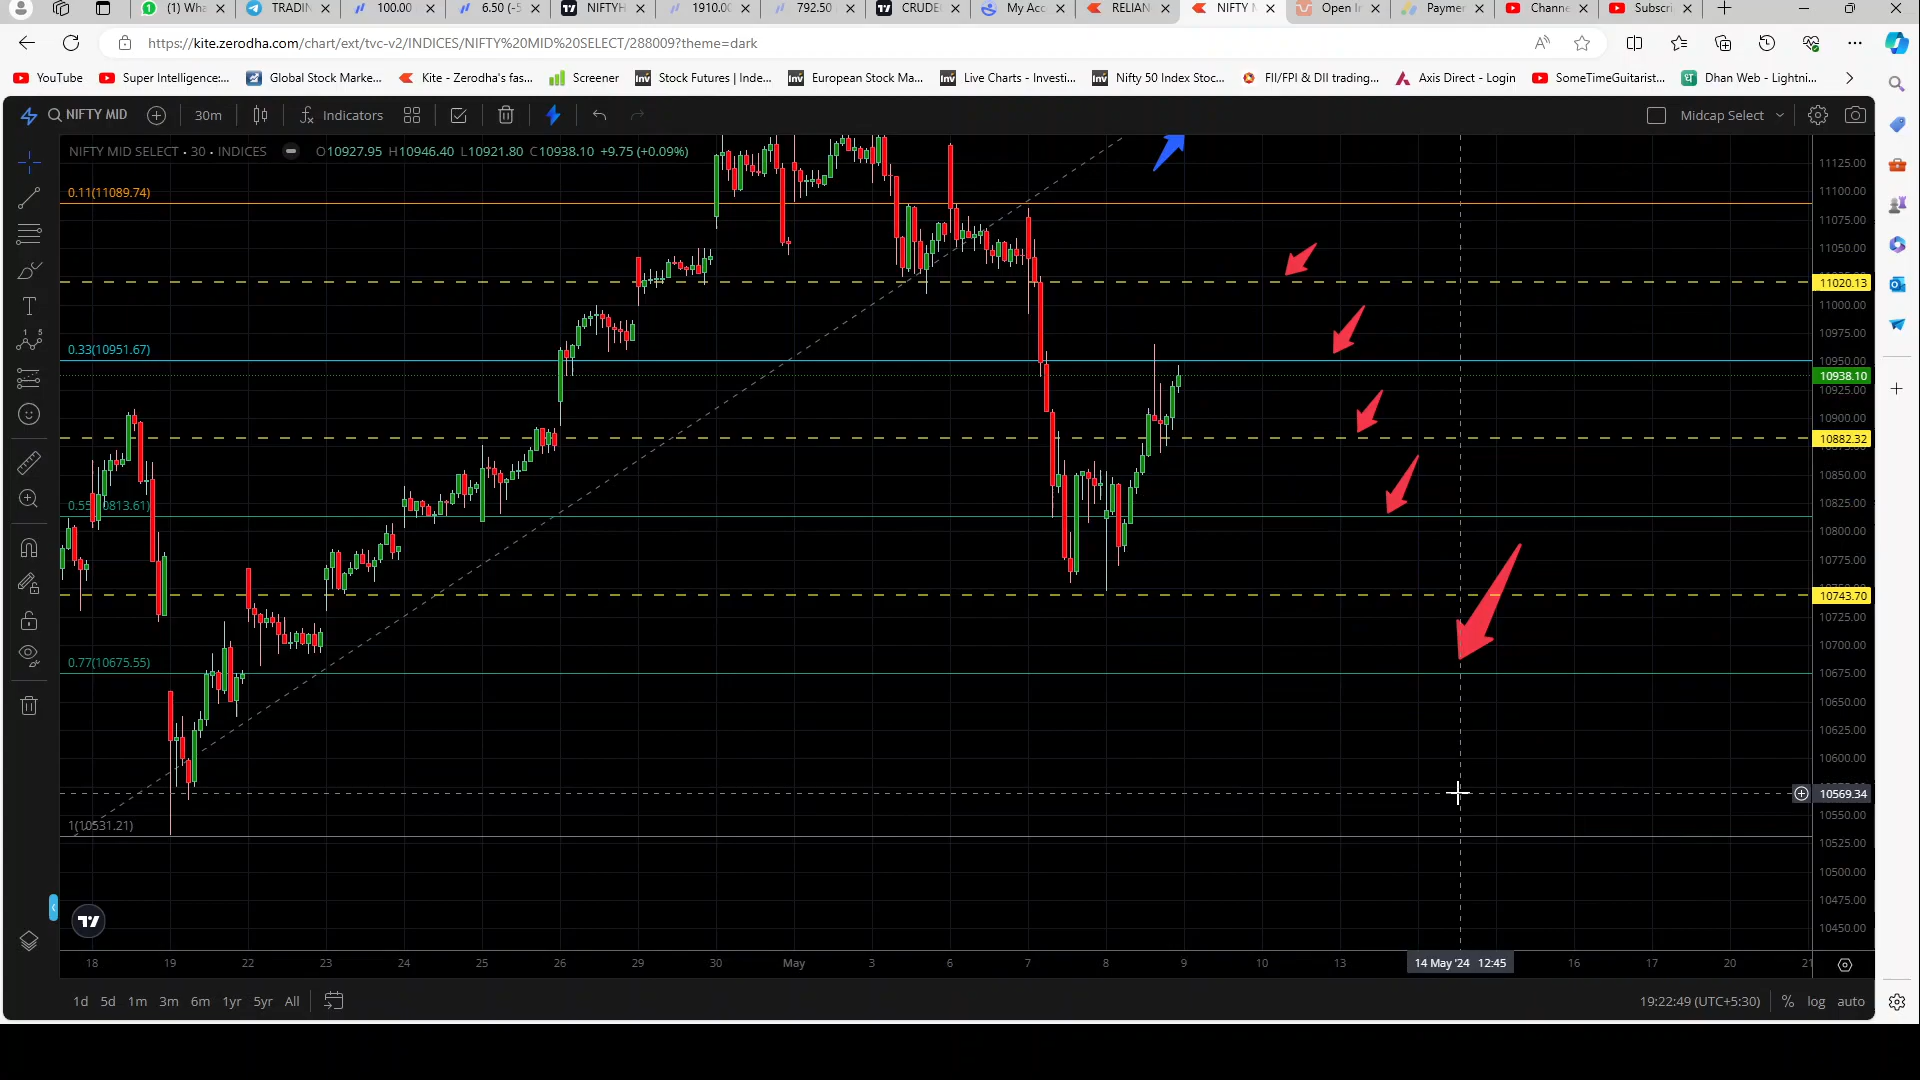 (1) Wha
TRADIN
100.00
6.50 (-5
NIFTYH
1910.00
792.50
CRUDE
My Acc
RELIAN
NIFTY M
Open In
Paymen
Channe
Subscri
https://kite.zerodha.com/chart/ext/tvc-v2/INDICES/NIFTY%20MID%20SELECT/288009?theme=dark
YouTube
Super Intelligence:...
Global Stock Marke...
Kite - Zerodha's fas...
Screener
Stock Futures | Inde...
European Stock Ma...
Live Charts - Investi...
Nifty 50 Index Stoc...
FII/FPI & DII trading...
Axis Direct - Login
SomeTimeGuitarist...
Dhan Web - Lightni...
NIFTY MID
30m
Indicators
Midcap Select
NIFTY MID SELECT • 30 • INDICES
O10927.95 H10946.40 L10921.80 C10938.10 +9.75 (+0.09%)
0.11(11089.74)
0.33(10951.67)
0.55(10813.61)
0.77(10675.55)
1(10531.21)
11125.00
11100.00
11075.00
11050.00
11020.13
11000.00
10975.00
10950.00
10938.10
10925.00
10900.00
10882.32
10850.00
10825.00
10800.00
10775.00
10743.70
10725.00
10700.00
10675.00
10650.00
10625.00
10600.00
10569.34
10550.00
10525.00
10500.00
10475.00
10450.00
18 19 22 23 24 25 26 29 30 May 3 6 7 8 9 10 13 14 May '24 12:45 16 17 20 21
1d 5d 1m 3m 6m 1yr 5yr All
19:22:49 (UTC+5:30) % log auto